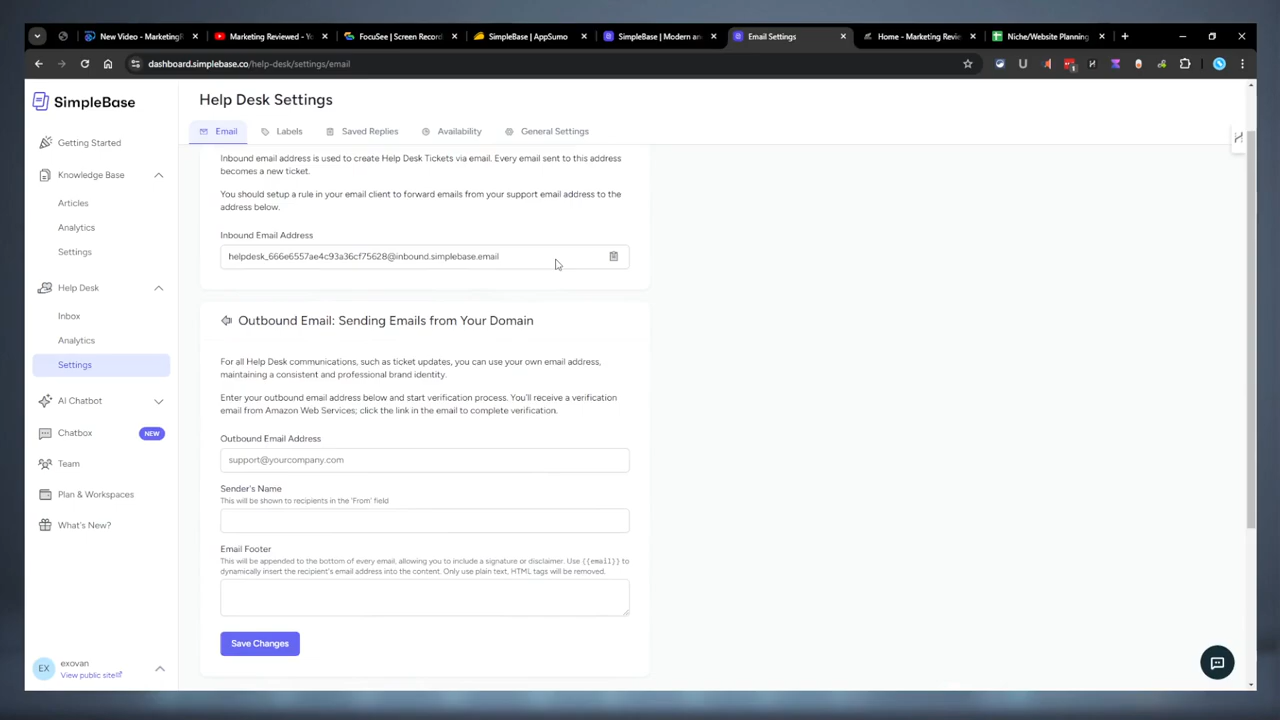 New Video - MarketingR
Marketing Reviewed - Yo
FocuSee | Screen Record
SimpleBase | AppSumo
SimpleBase | Modern and
Email Settings
Home - Marketing Review
Niche/Website Planning
dashboard.simplebase.co/help-desk/settings/email
SimpleBase
Getting Started
Knowledge Base
Articles
Analytics
Settings
Help Desk
Inbox
Analytics
Settings
AI Chatbot
Chatbox
NEW
Team
Plan & Workspaces
What's New?
EX
exovan
View public site
Help Desk Settings
Email
Labels
Saved Replies
Availability
General Settings
Inbound email address is used to create Help Desk Tickets via email. Every email sent to this address
becomes a new ticket.
You should setup a rule in your email client to forward emails from your support email address to the
address below.
Inbound Email Address
helpdesk_666e6557ae4c93a36cf75628@inbound.simplebase.email
Outbound Email: Sending Emails from Your Domain
For all Help Desk communications, such as ticket updates, you can use your own email address,
maintaining a consistent and professional brand identity.
Enter your outbound email address below and start verification process. You'll receive a verification
email from Amazon Web Services; click the link in the email to complete verification.
Outbound Email Address
support@yourcompany.com
Sender's Name
This will be shown to recipients in the 'From' field
Email Footer
This will be appended to the bottom of every email, allowing you to include a signature or disclaimer. Use {{email}} to
dynamically insert the recipient's email address into the content. Only use plain text, HTML tags will be removed.
Save Changes